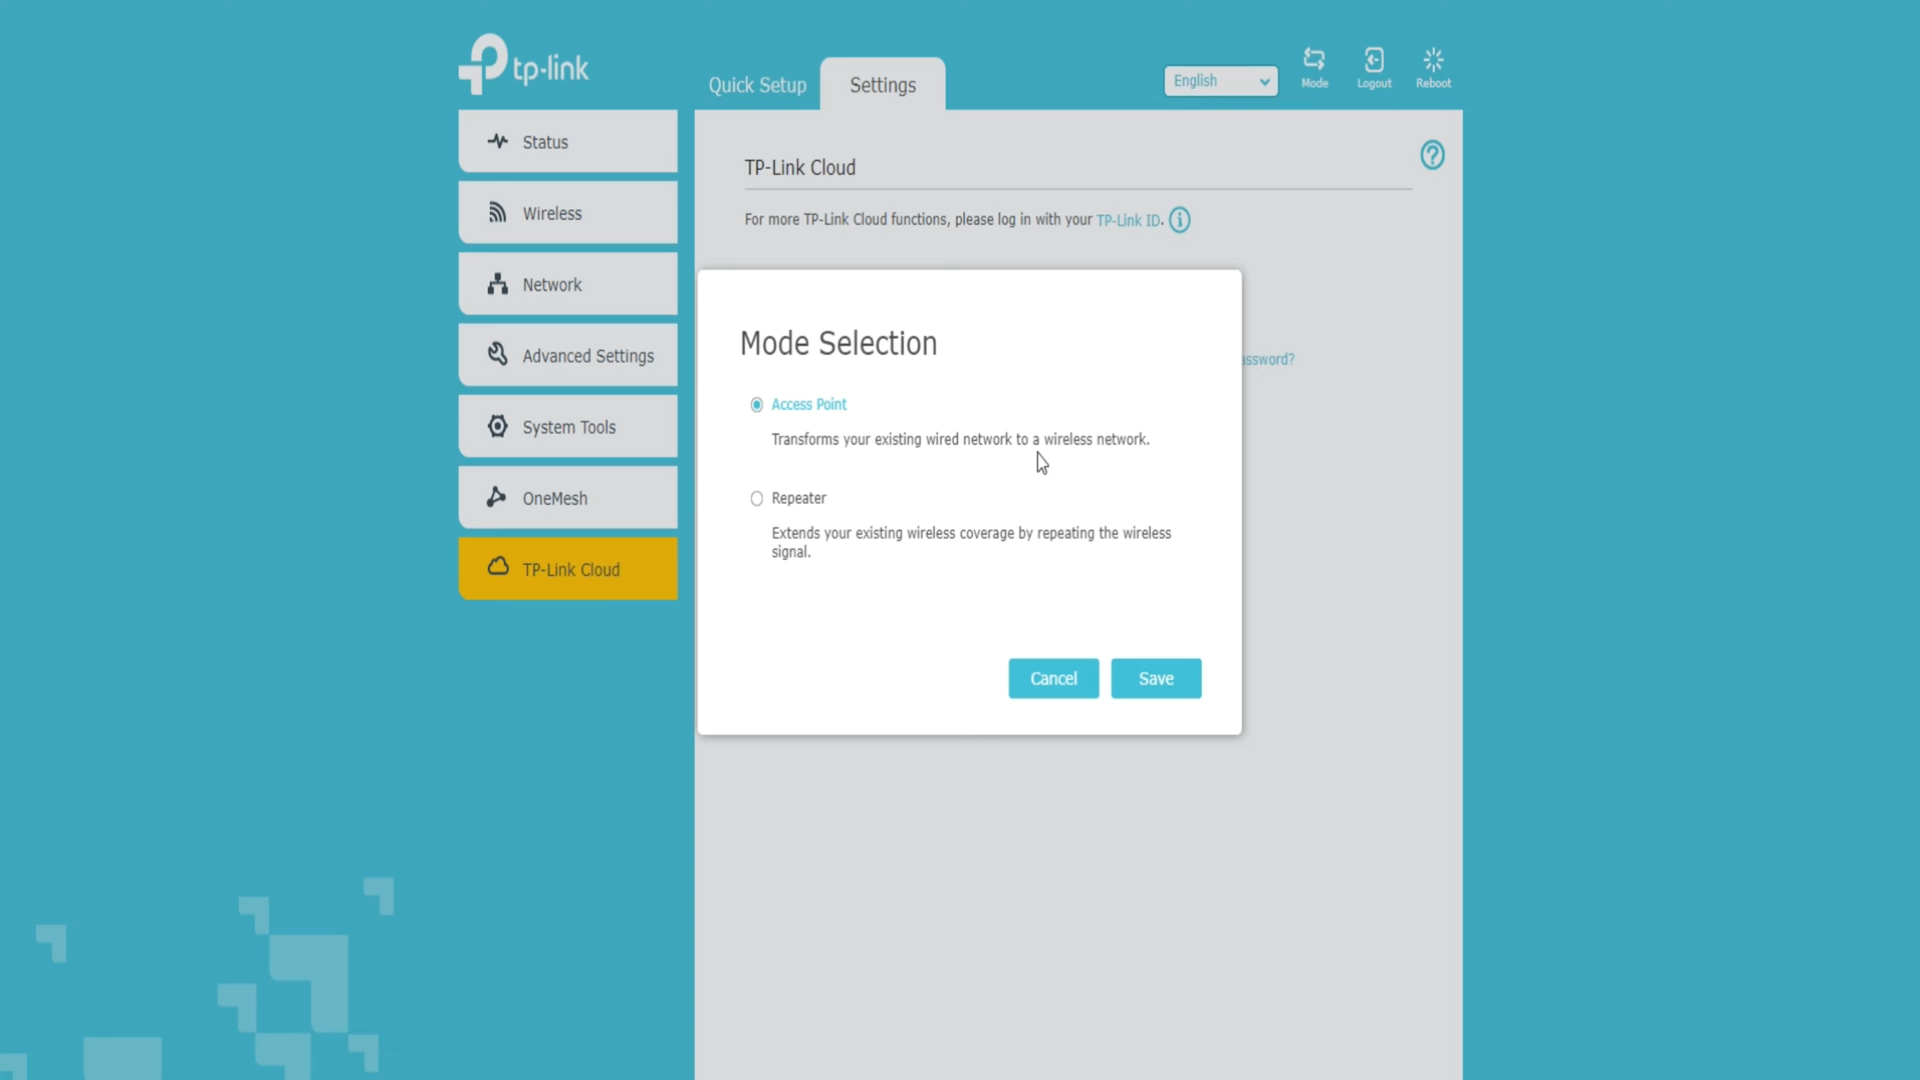 tp-link
Quick Setup
Settings
English
Mode
Logout
Reboot
Status
Wireless
Network
Advanced Settings
System Tools
OneMesh
TP-Link Cloud
TP-Link Cloud
For more TP-Link Cloud functions, please log in with your TP-Link ID.
assword?
Mode Selection
Access Point
Transforms your existing wired network to a wireless network.
Repeater
Extends your existing wireless coverage by repeating the wireless
signal.
Cancel
Save